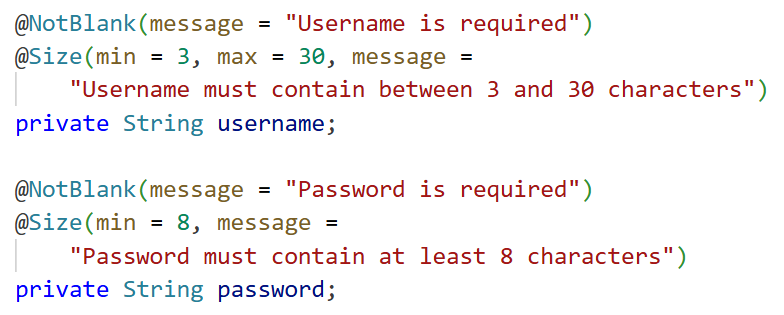 @NotBlank(message = "Username is required")
@Size(min = 3, max = 30, message =
"Username must contain between 3 and 30 characters")
private String username;
@NotBlank(message = "Password is required")
@Size(min = 8, message =
"Password must contain at least 8 characters")
private String password;